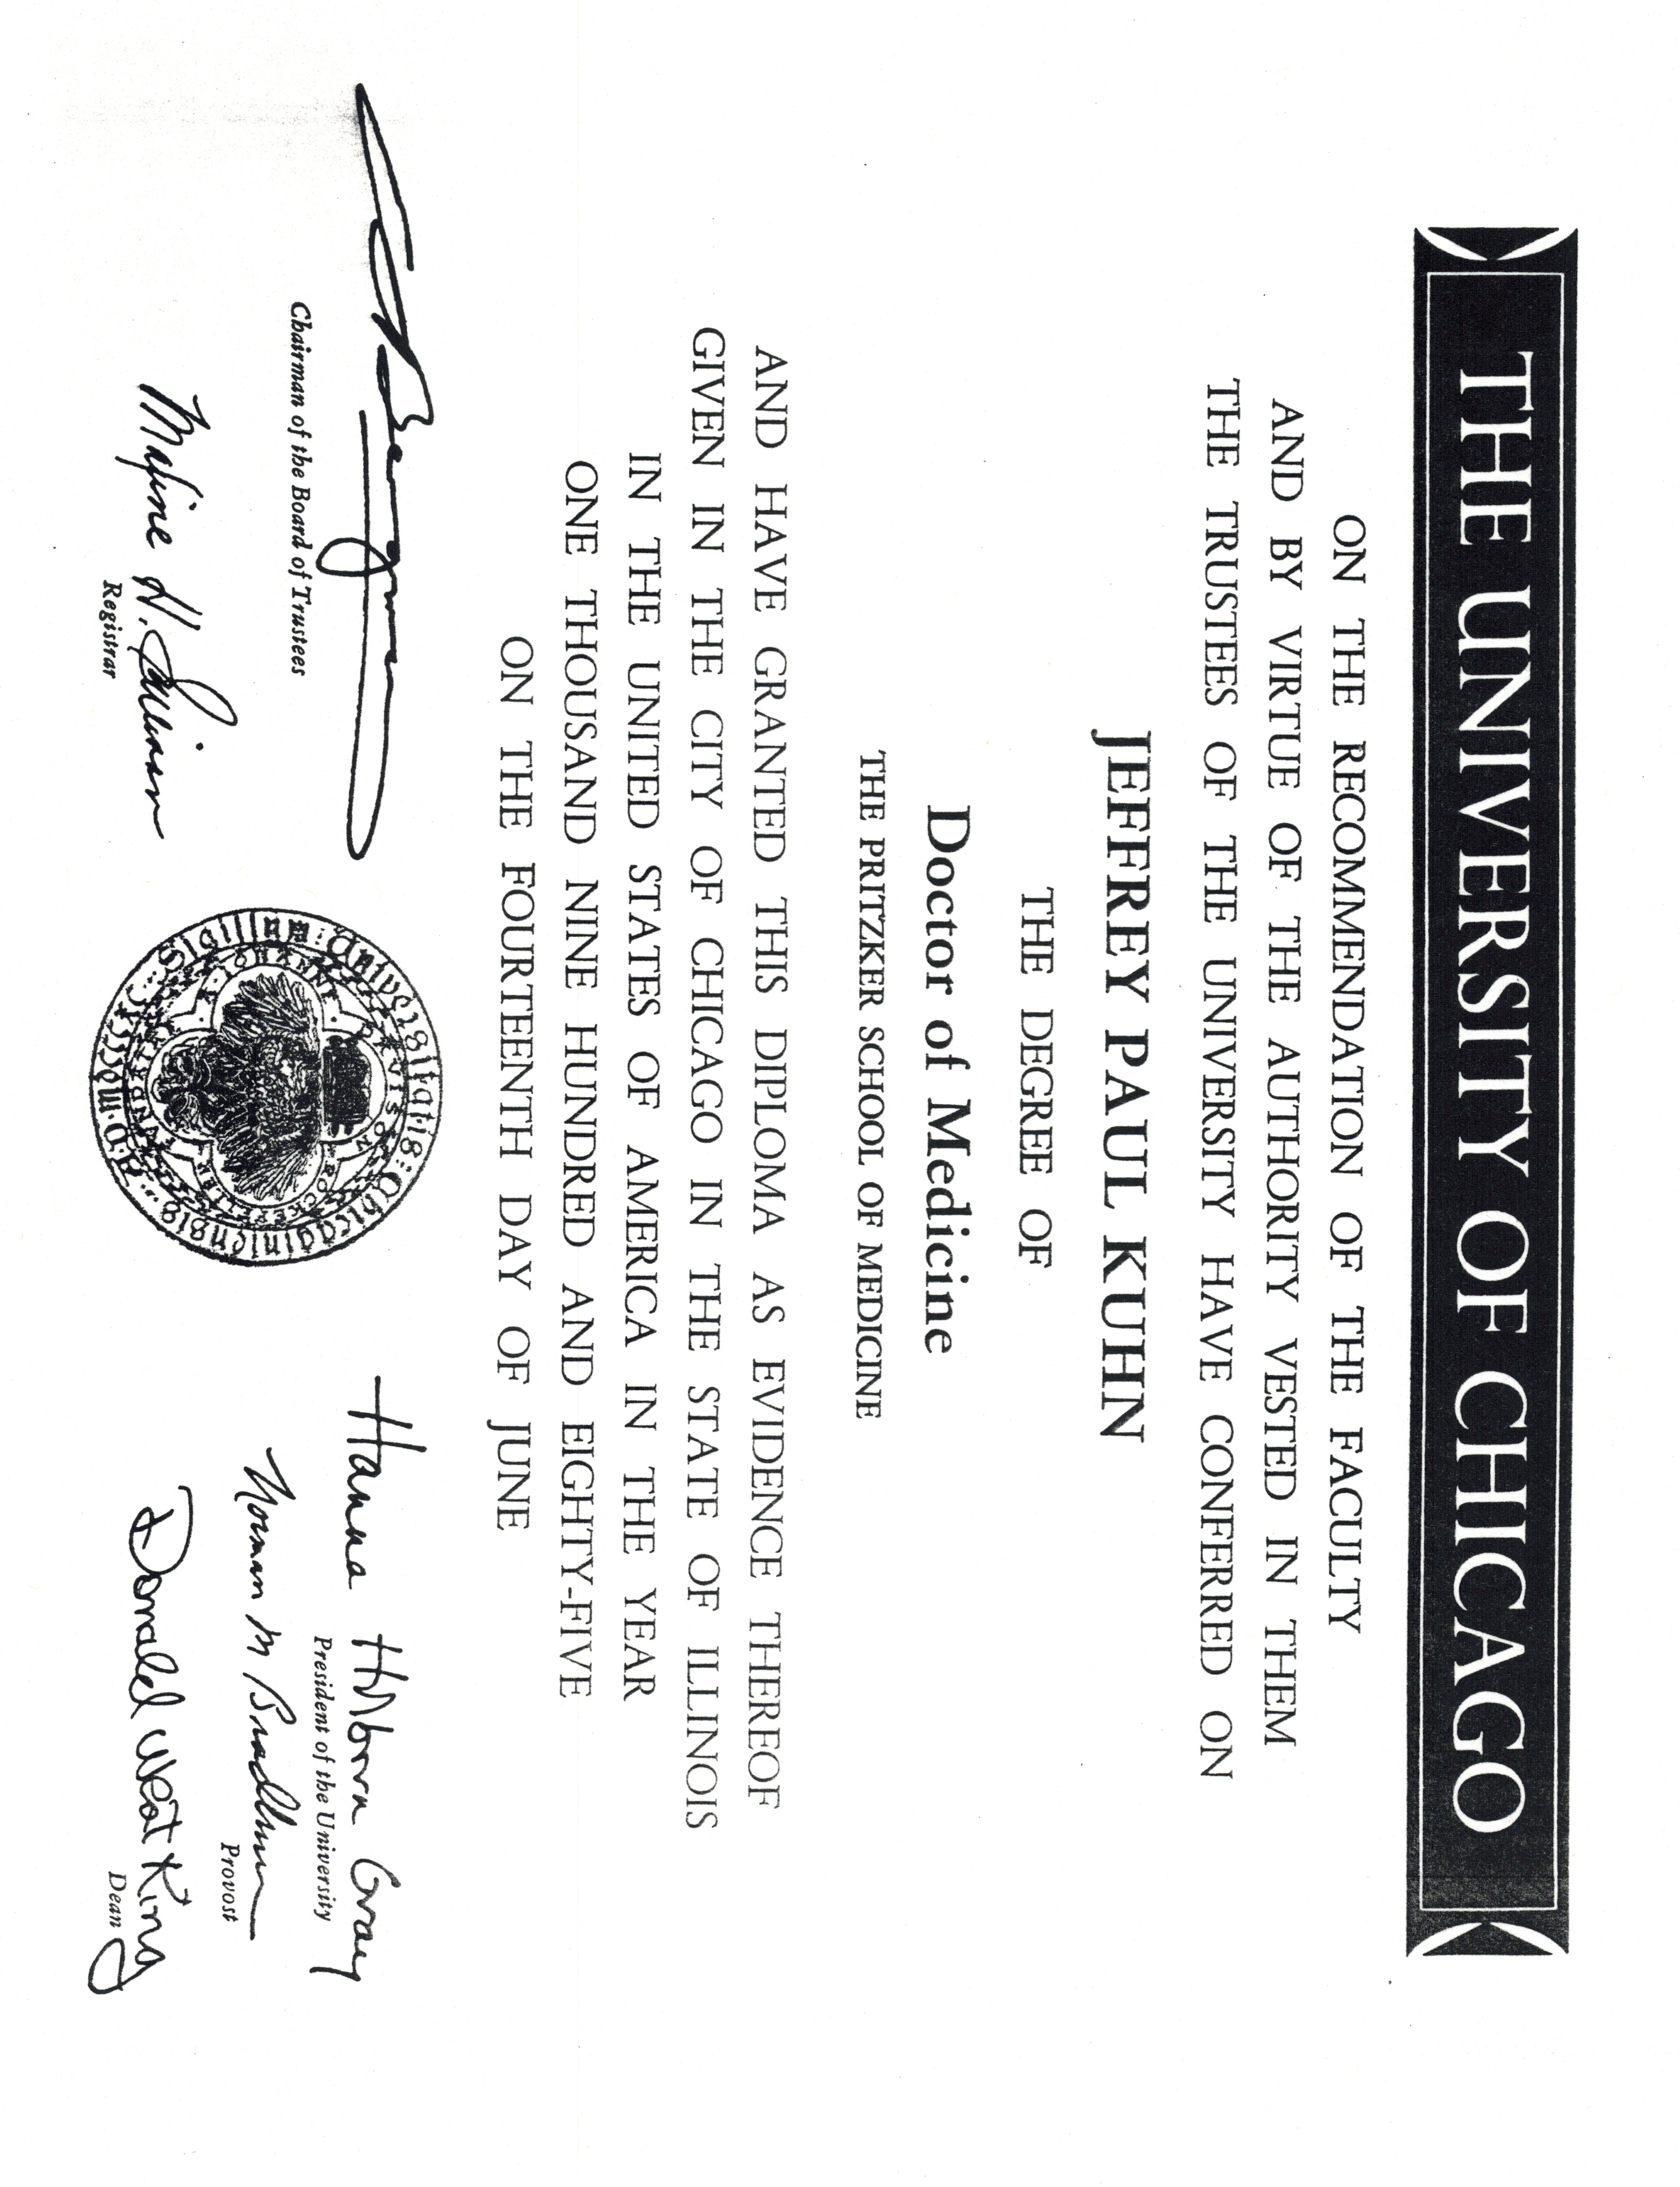 THE UNIVERSITY OF CHICAGO
ON THE RECOMMENDATION OF THE FACULTY
AND BY VIRTUE OF THE AUTHORITY VESTED IN THEM
THE TRUSTEES OF THE UNIVERSITY HAVE CONFERRED ON
JEFFREY PAUL KUHN
THE DEGREE OF
Doctor of Medicine
THE PRITZKER SCHOOL OF MEDICINE
AND HAVE GRANTED THIS DIPLOMA AS EVIDENCE THEREOF
GIVEN IN THE CITY OF CHICAGO IN THE STATE OF ILLINOIS
IN THE UNITED STATES OF AMERICA IN THE YEAR
ONE THOUSAND NINE HUNDRED AND EIGHTY-FIVE
ON THE FOURTEENTH DAY OF JUNE
Chairman of the Board of Trustees
Maxine H. Sullivan
Registrar
Sigillum: Universitatis: Chicaginiensis
Hanna Holborn Gray
President of the University
Norman M Bradburn
Provost
Donald West King
Dean